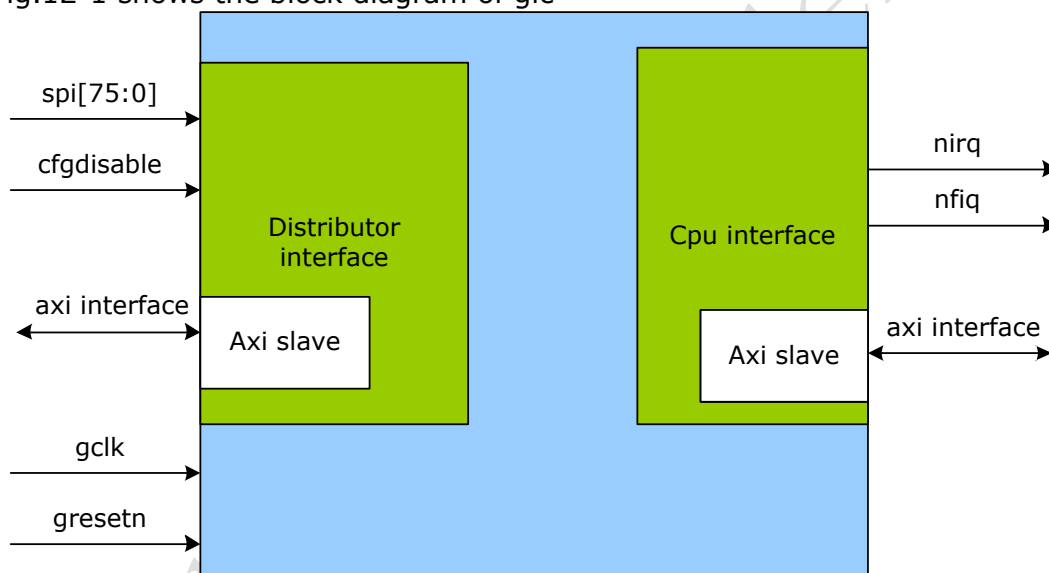 spi[75:0]
cfgdisable
Distributor
interface
axi interface
Axi slave
gclk
gresetn
nirq
nfiq
Cpu interface
Axi slave
axi interface